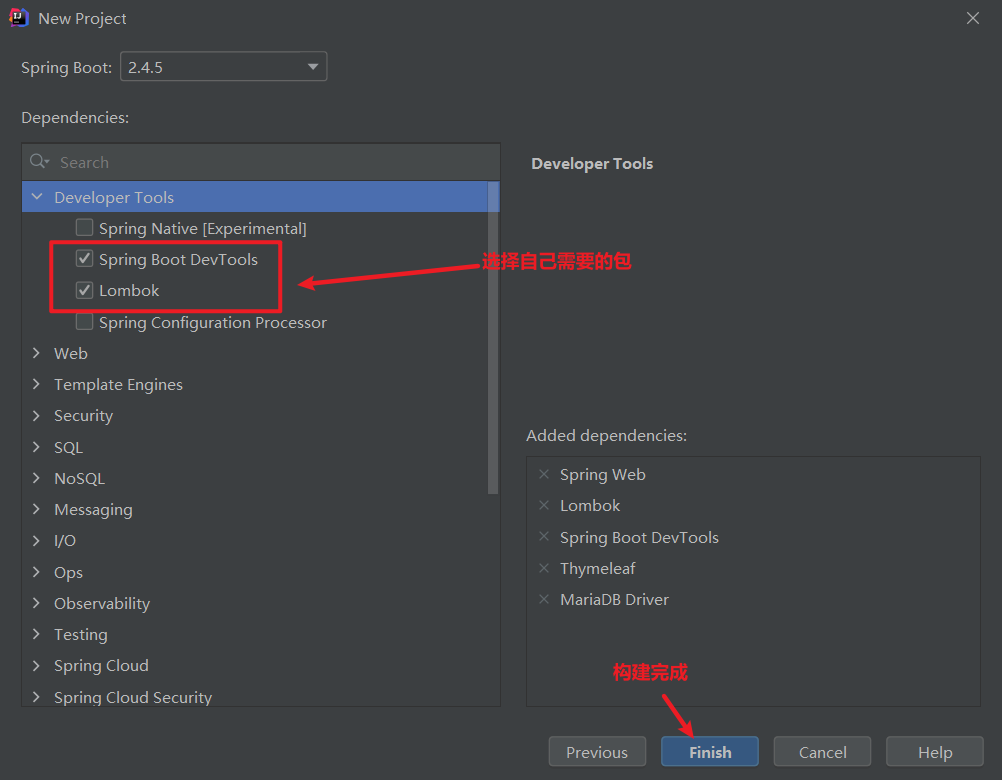 New Project
Spring Boot: 2.4.5
Dependencies:
Search
Developer Tools
Spring Native [Experimental]
Spring Boot DevTools
Lombok
Spring Configuration Processor
Web
Template Engines
Security
SQL
NoSQL
Messaging
I/O
Ops
Observability
Testing
Spring Cloud
Spring Cloud Security
选择自己需要的包
Developer Tools
Added dependencies:
Spring Web
Lombok
Spring Boot DevTools
Thymeleaf
MariaDB Driver
构建完成
Previous Finish Cancel Help